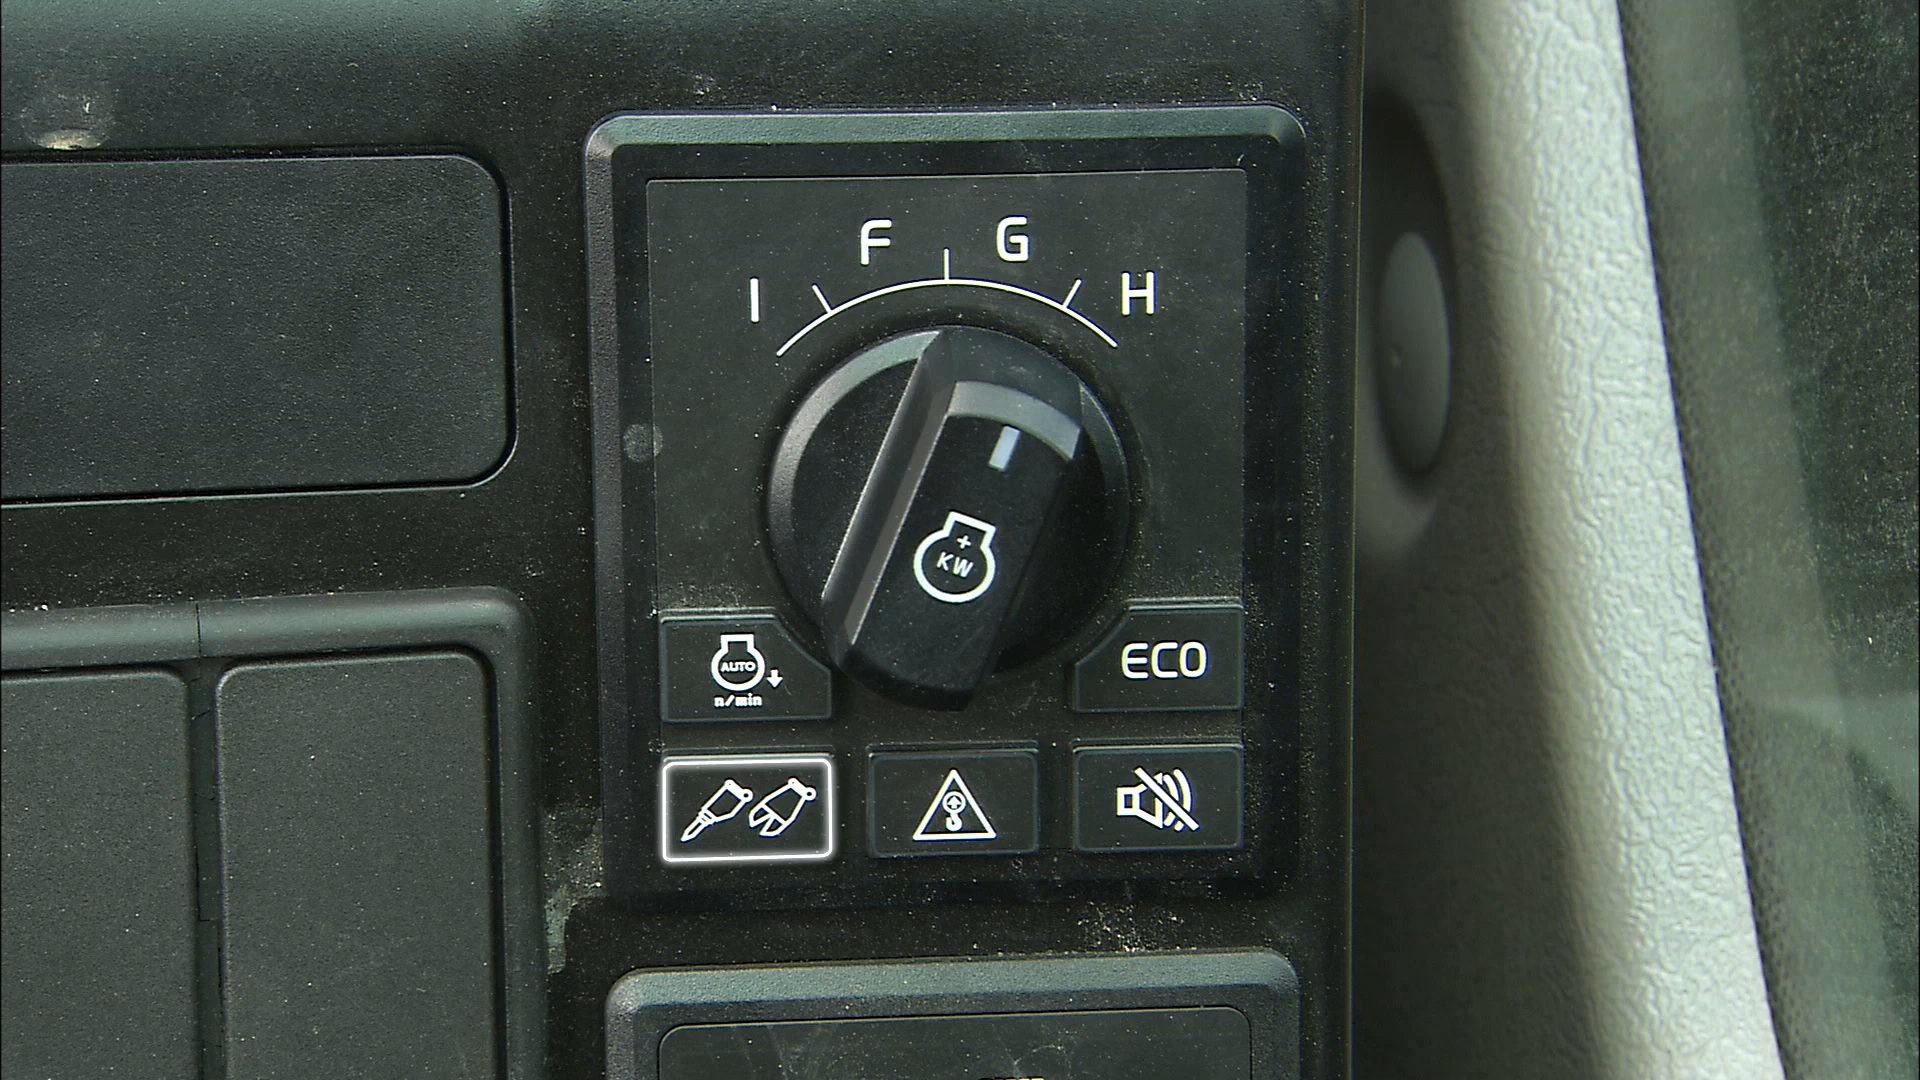 I F G H
+
KW
AUTO
n/min
ECO